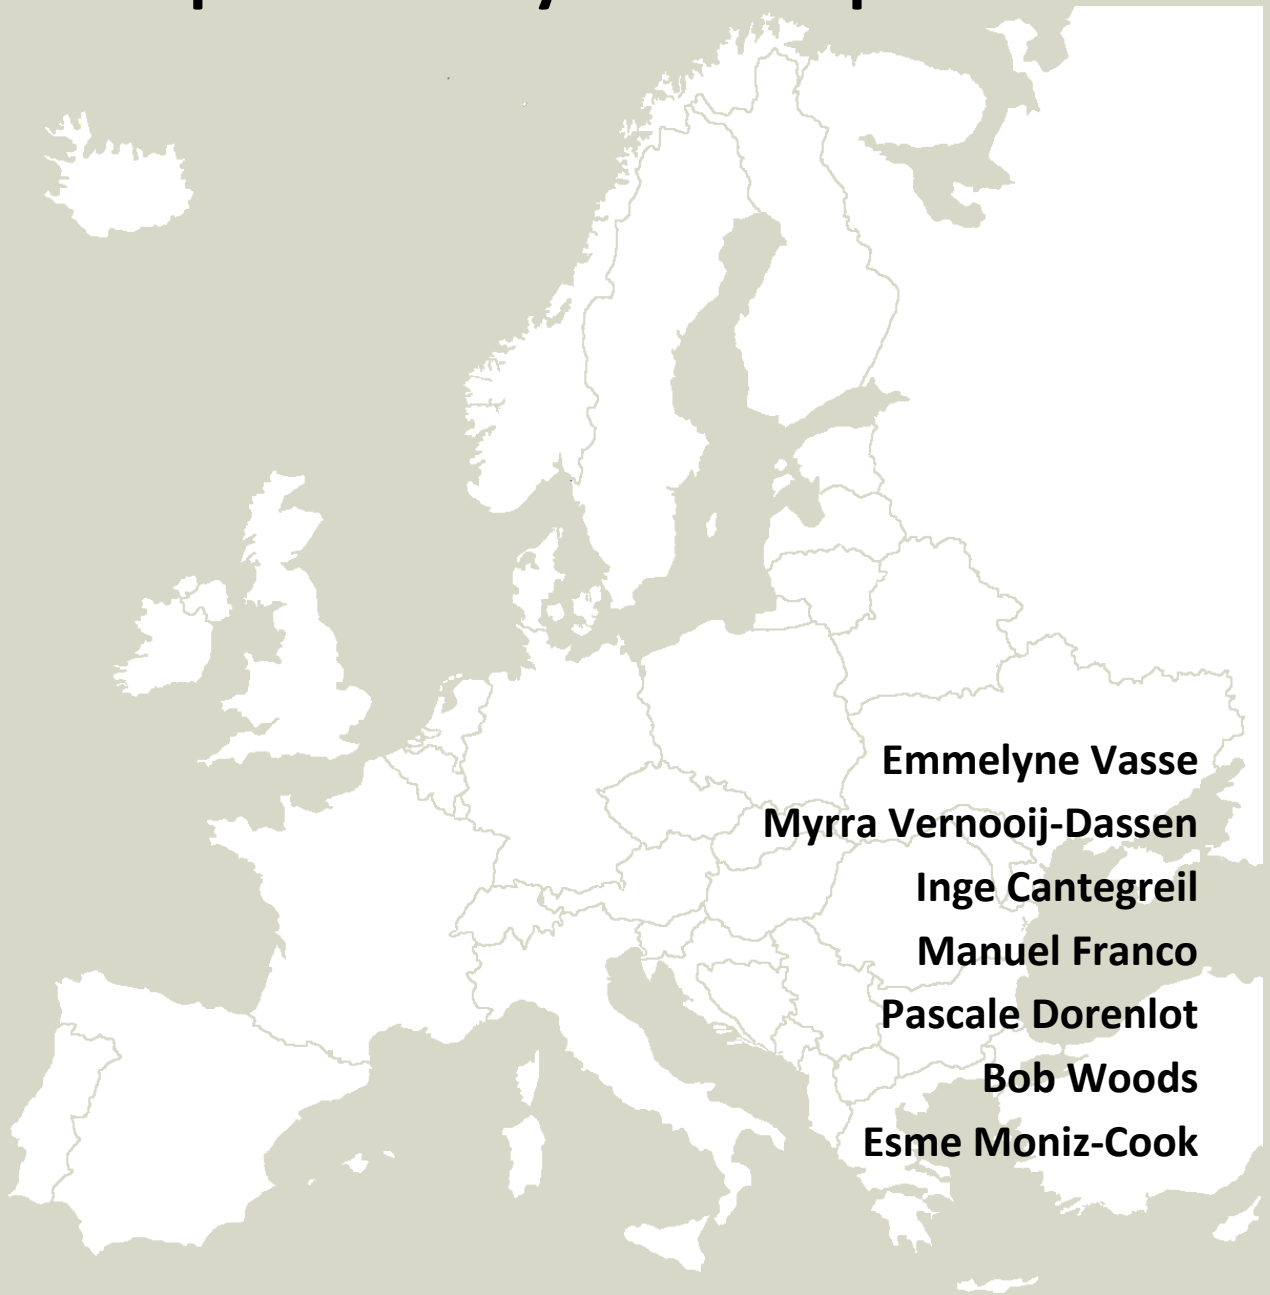 Emmelyne Vasse
Myrra Vernooij-Dassen
Inge Cantegreil
Manuel Franco
Pascale Dorenlot
Bob Woods
Esme Moniz-Cook